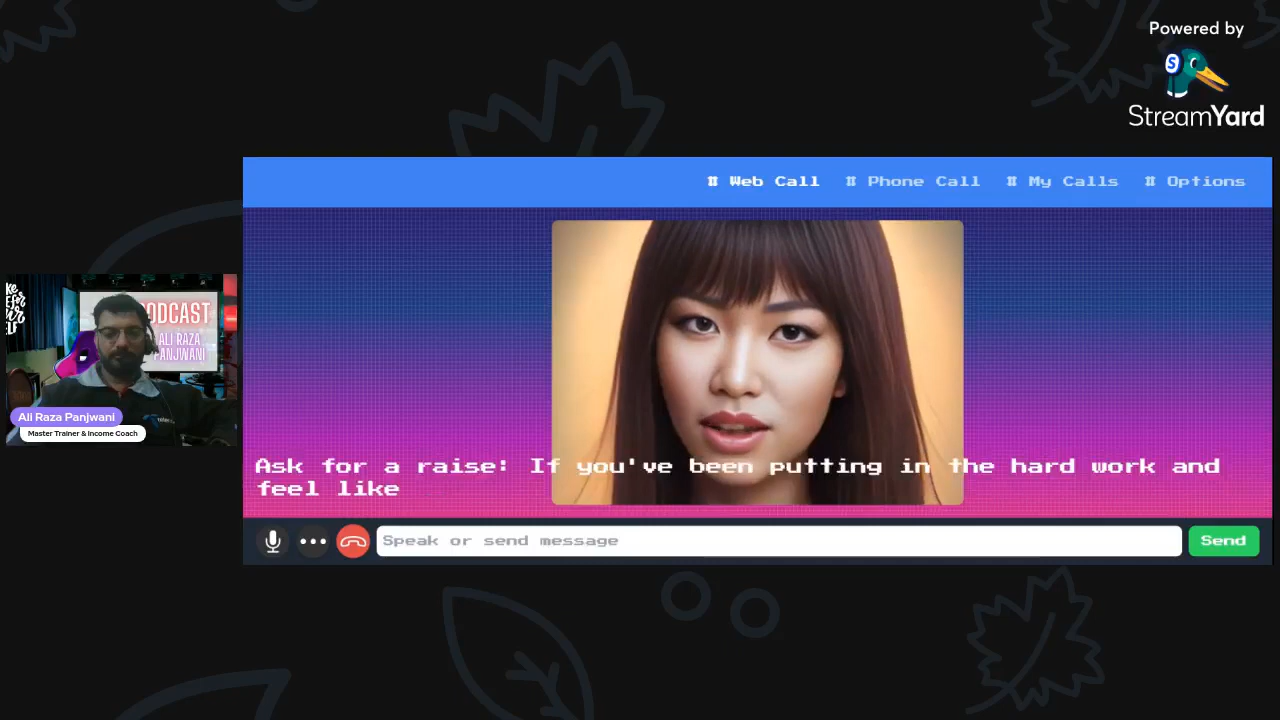 Powered by
StreamYard
# Web Call # Phone Call # My Calls # Options
PODCAST
ALI RAZA
PANJWANI
Ali Raza Panjwani
Master Trainer & Income Coach
Ask for a raise: If you've been putting in the hard work and
feel like
Speak or send message
Send